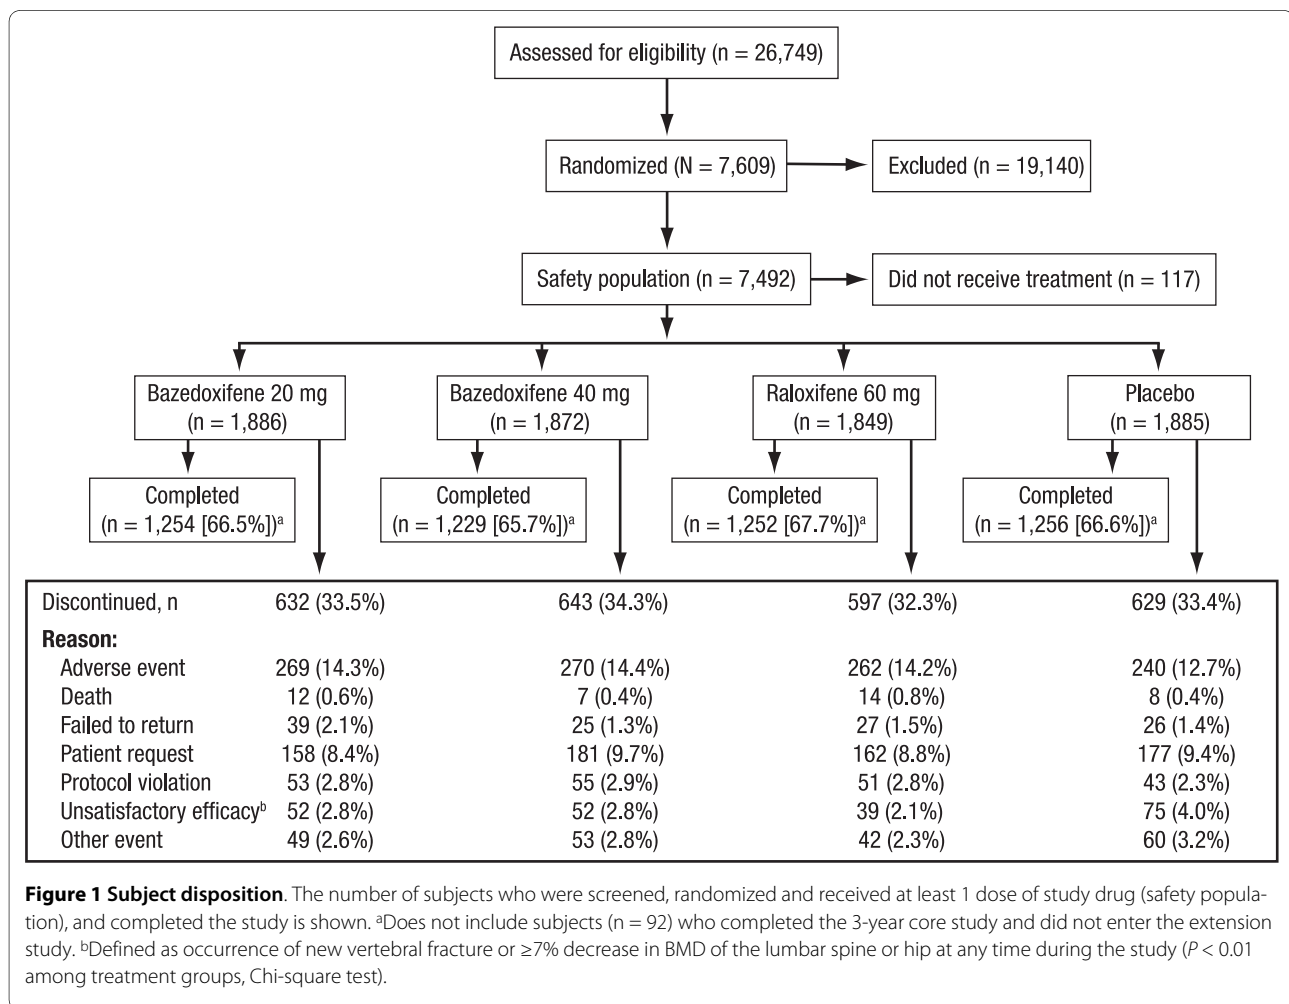 Assessed for eligibility (n = 26,749)
Randomized (N = 7,609)
Excluded (n = 19,140)
Safety population (n = 7,492)
Did not receive treatment (n = 117)
Bazedoxifene 20 mg
(n = 1,886)
Bazedoxifene 40 mg
(n = 1,872)
Raloxifene 60 mg
(n = 1,849)
Placebo
(n = 1,885)
Completed
(n = 1,254 [66.5%])ᵃ
Completed
(n = 1,229 [65.7%])ᵃ
Completed
(n = 1,252 [67.7%])ᵃ
Completed
(n = 1,256 [66.6%])ᵃ
Discontinued, n 632 (33.5%) 643 (34.3%) 597 (32.3%) 629 (33.4%)
Reason:
Adverse event 269 (14.3%) 270 (14.4%) 262 (14.2%) 240 (12.7%)
Death 12 (0.6%) 7 (0.4%) 14 (0.8%) 8 (0.4%)
Failed to return 39 (2.1%) 25 (1.3%) 27 (1.5%) 26 (1.4%)
Patient request 158 (8.4%) 181 (9.7%) 162 (8.8%) 177 (9.4%)
Protocol violation 53 (2.8%) 55 (2.9%) 51 (2.8%) 43 (2.3%)
Unsatisfactory efficacyᵇ 52 (2.8%) 52 (2.8%) 39 (2.1%) 75 (4.0%)
Other event 49 (2.6%) 53 (2.8%) 42 (2.3%) 60 (3.2%)
Figure 1 Subject disposition. The number of subjects who were screened, randomized and received at least 1 dose of study drug (safety popula-
tion), and completed the study is shown. ᵃDoes not include subjects (n = 92) who completed the 3-year core study and did not enter the extension
study. ᵇDefined as occurrence of new vertebral fracture or ≥7% decrease in BMD of the lumbar spine or hip at any time during the study (P < 0.01
among treatment groups, Chi-square test).